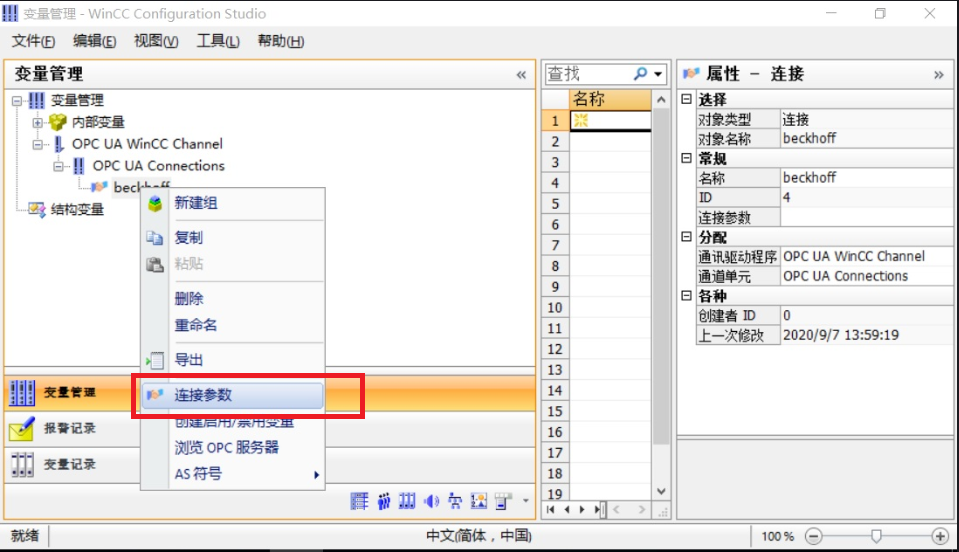 变量管理 - WinCC Configuration Studio
文件(F) 编辑(E) 视图(V) 工具(L) 帮助(H)
变量管理 «
变量管理
内部变量
OPC UA WinCC Channel
OPC UA Connections
beckhoff
结构变量
新建组
复制
粘贴
删除
重命名
导出
连接参数
创建启用/禁用变量
浏览 OPC 服务器
AS 符号
变量管理
报警记录
变量记录
查找
名称
1
2
3
4
5
6
7
8
9
10
11
12
13
14
15
16
17
18
19
属性 - 连接 »
选择
对象类型 连接
对象名称 beckhoff
常规
名称 beckhoff
ID 4
连接参数
分配
通讯驱动程序 OPC UA WinCC Channel
通道单元 OPC UA Connections
各种
创建者 ID 0
上一次修改 2020/9/7 13:59:19
就绪 中文(简体，中国) 100 %